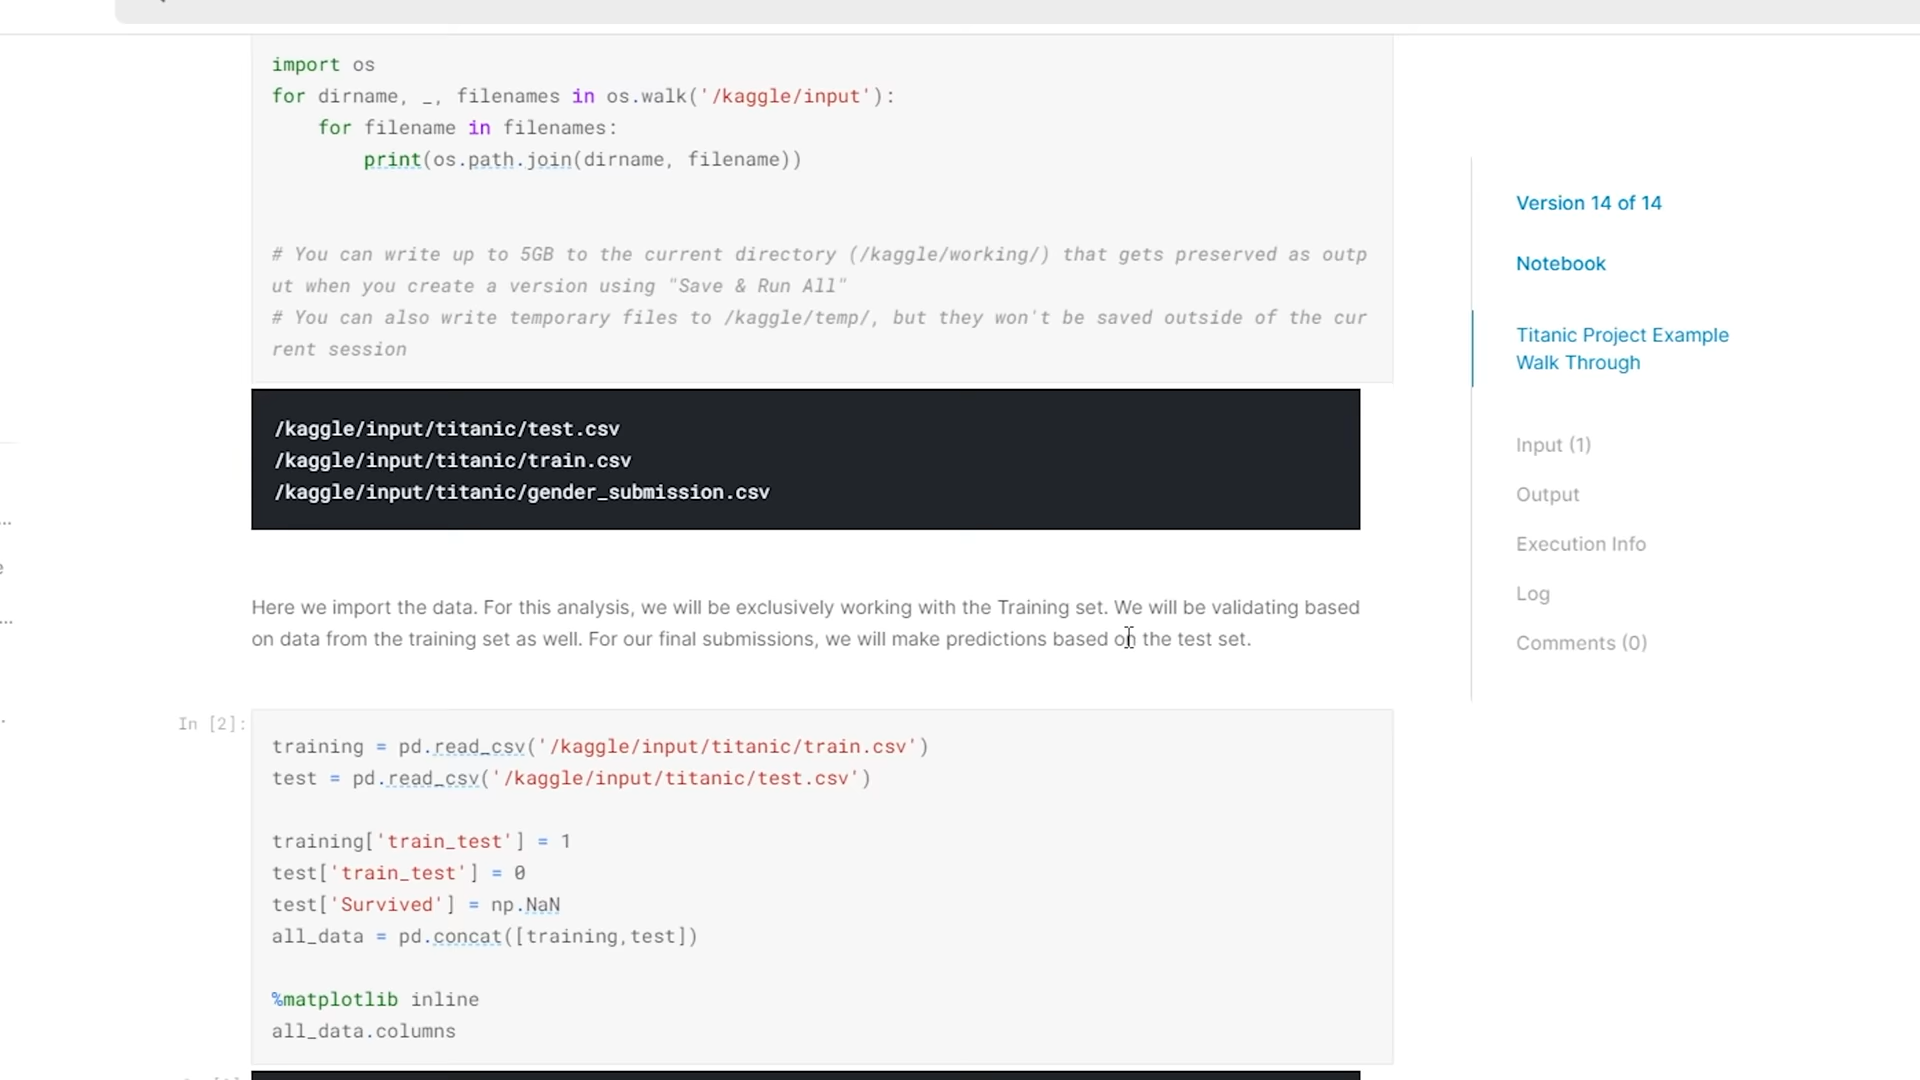 import os
for dirname, _, filenames in os.walk('/kaggle/input'):
    for filename in filenames:
        print(os.path.join(dirname, filename))
# You can write up to 5GB to the current directory (/kaggle/working/) that gets preserved as outp
ut when you create a version using "Save & Run All"
# You can also write temporary files to /kaggle/temp/, but they won't be saved outside of the cur
rent session
/kaggle/input/titanic/test.csv
/kaggle/input/titanic/train.csv
/kaggle/input/titanic/gender_submission.csv
Here we import the data. For this analysis, we will be exclusively working with the Training set. We will be validating based
on data from the training set as well. For our final submissions, we will make predictions based on the test set.
In [2]:
training = pd.read_csv('/kaggle/input/titanic/train.csv')
test = pd.read_csv('/kaggle/input/titanic/test.csv')
training['train_test'] = 1
test['train_test'] = 0
test['Survived'] = np.NaN
all_data = pd.concat([training,test])
%matplotlib inline
all_data.columns
Version 14 of 14
Notebook
Titanic Project Example
Walk Through
Input (1)
Output
Execution Info
Log
Comments (0)